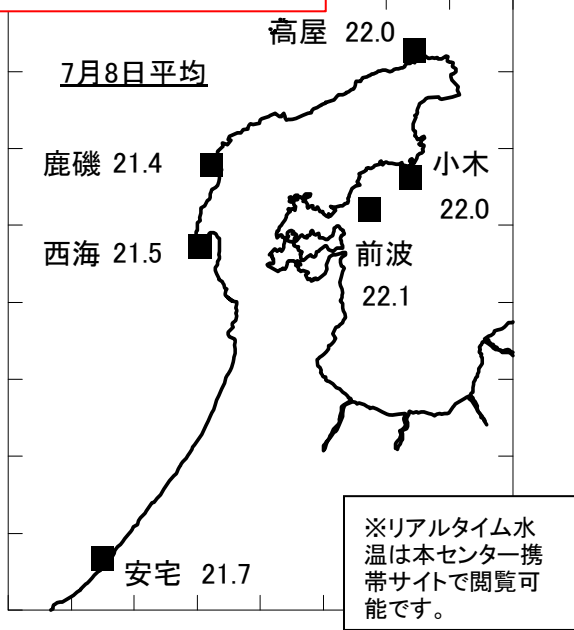 高屋 22.0
7月8日平均
鹿磯 21.4
小木
22.0
西海 21.5
前波
22.1
安宅 21.7
※リアルタイム水
温は本センター携
帯サイトで閲覧可
能です。